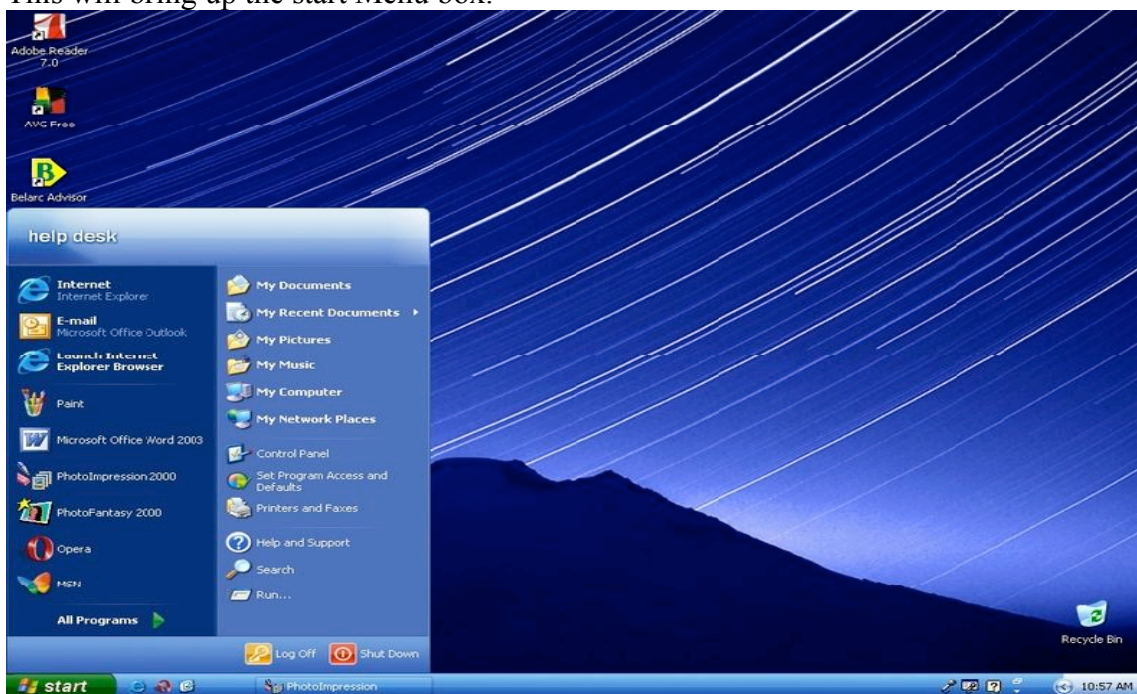 This will bring up the start Menu box.
Adobe Reader
7.0
AVG Free
Belarc Advisor
help desk
Internet
Internet Explorer
E-mail
Microsoft Office Outlook
Launch Internet
Explorer Browser
Paint
Microsoft Office Word 2003
PhotoImpression 2000
PhotoFantasy 2000
Opera
MSN
All Programs
My Documents
My Recent Documents
My Pictures
My Music
My Computer
My Network Places
Control Panel
Set Program Access and
Defaults
Printers and Faxes
Help and Support
Search
Run...
Log Off
Shut Down
Recycle Bin
start
PhotoImpression
10:57 AM